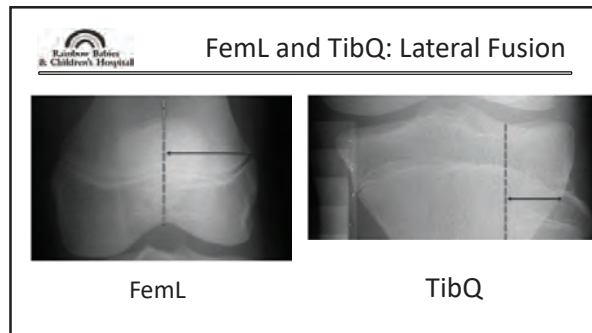 Rainbow Babies
& Children's Hospital
FemL and TibQ: Lateral Fusion
FemL
TibQ